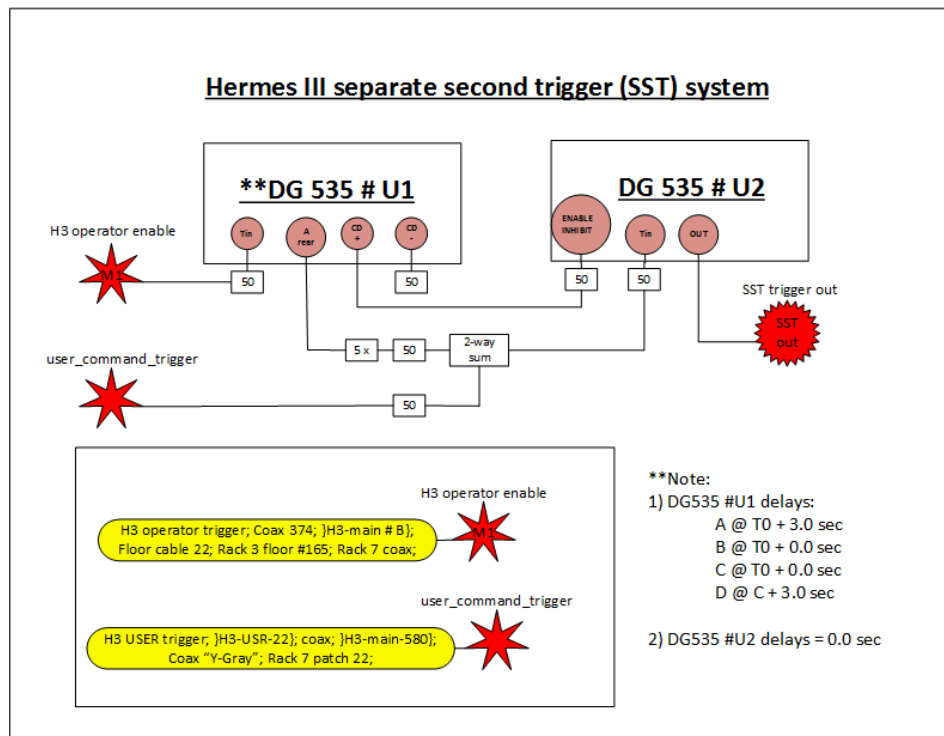 Hermes III separate second trigger (SST) system
**DG 535 # U1
DG 535 # U2
Tin
A
rear
CD
+
CD
-
ENABLE
INHIBIT
Tin
OUT
H3 operator enable
M1
50
50
50
50
SST trigger out
SST
out
5 x
50
2-way
sum
user_command_trigger
50
H3 operator enable
M1
H3 operator trigger; Coax 374; }H3-main # B};
Floor cable 22; Rack 3 floor #165; Rack 7 coax;
user_command_trigger
H3 USER trigger; }H3-USR-22}; coax; }H3-main-580};
Coax “Y-Gray”; Rack 7 patch 22;
**Note:
1) DG535 #U1 delays:
A @ T0 + 3.0 sec
B @ T0 + 0.0 sec
C @ T0 + 0.0 sec
D @ C + 3.0 sec
2) DG535 #U2 delays = 0.0 sec